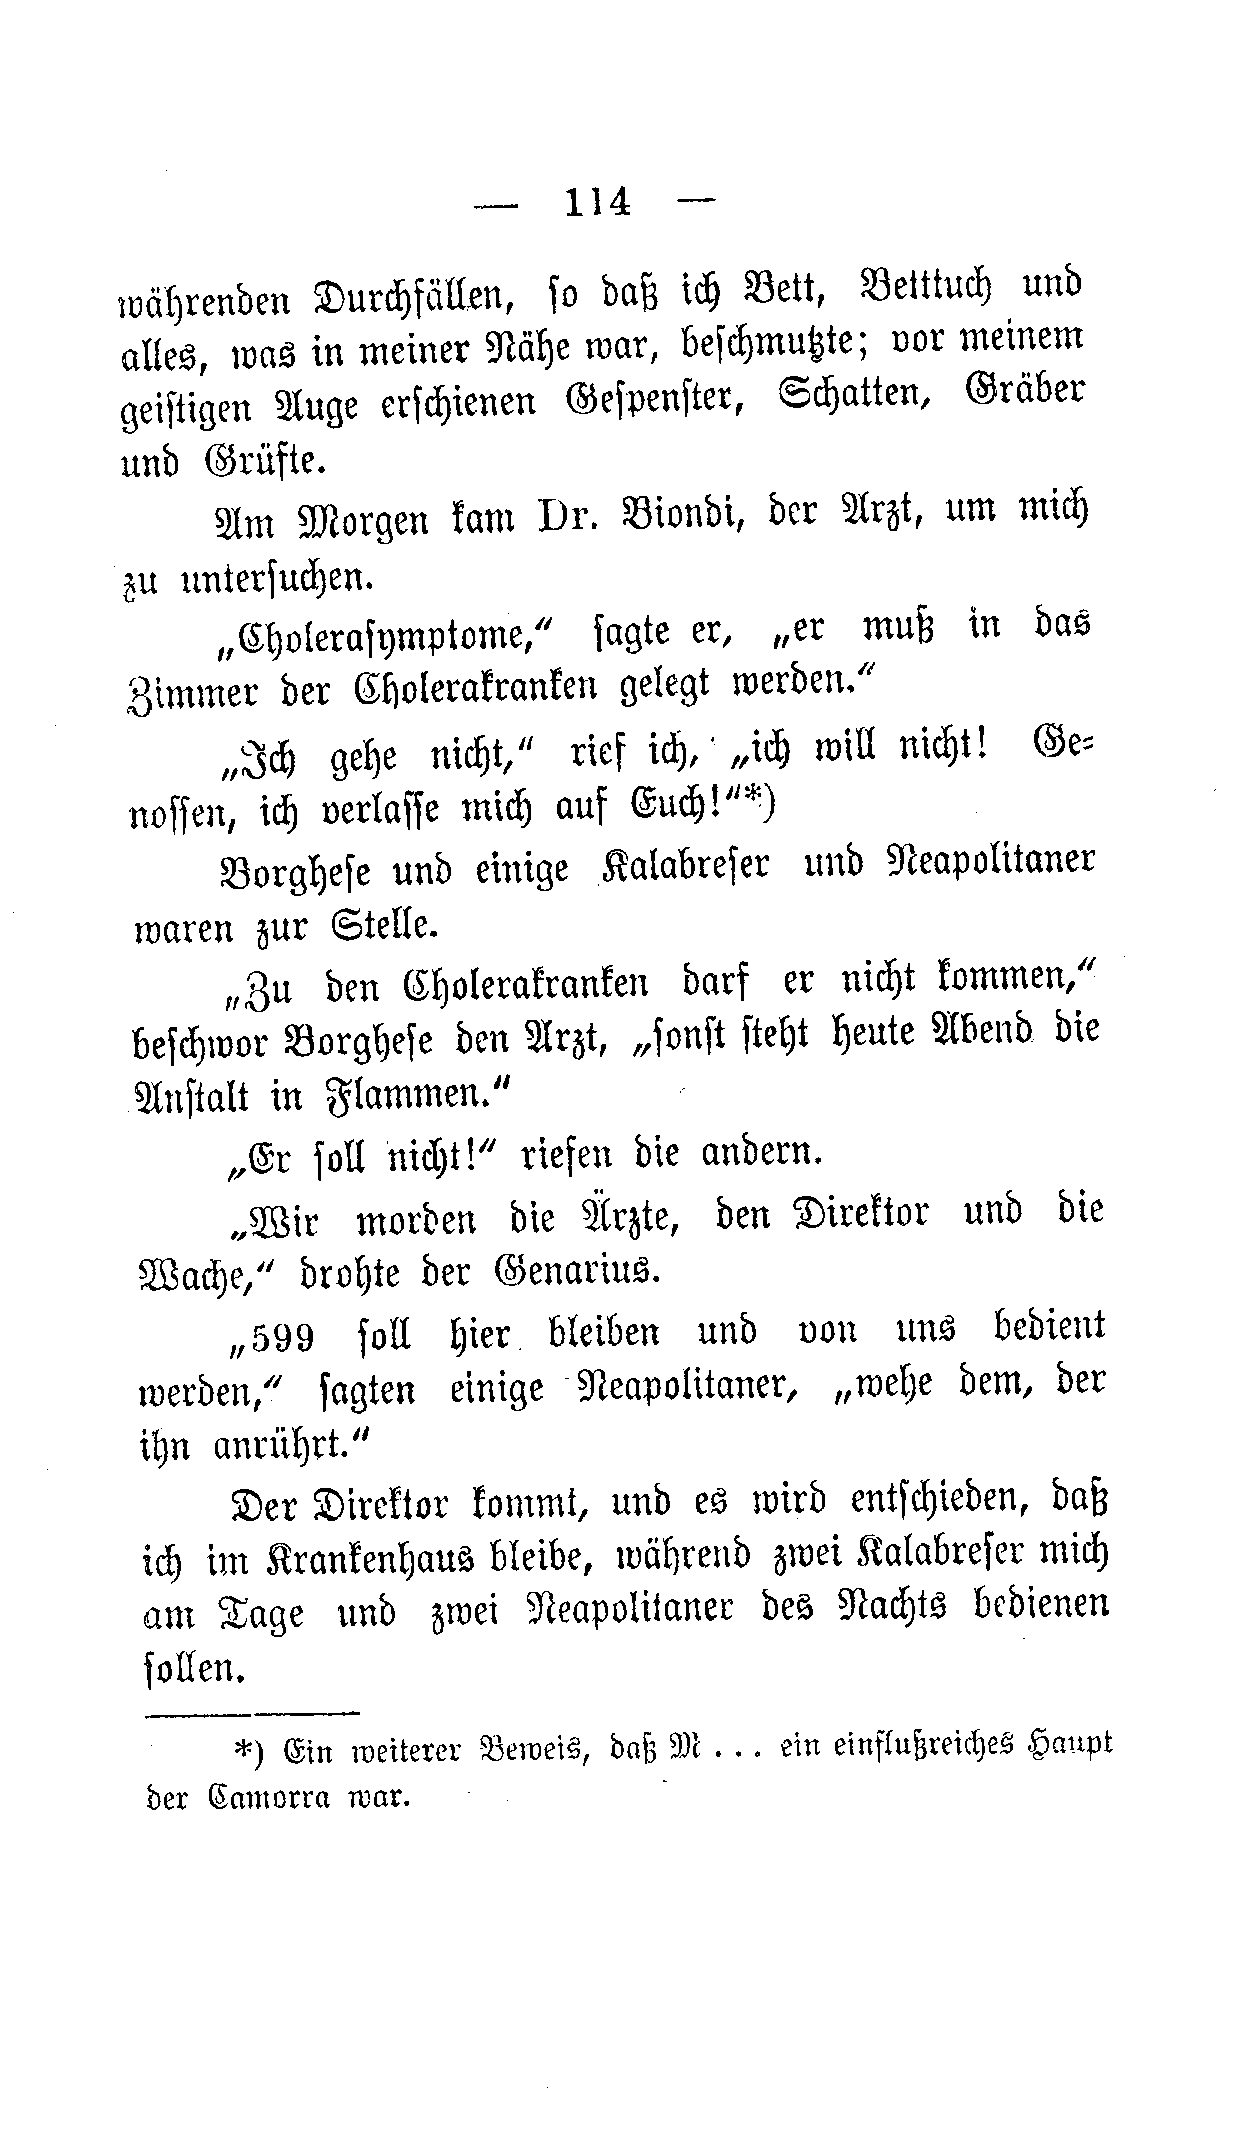 — 114 —
währenden Durchfällen, so daß ich Bett, Betttuch und
alles, was in meiner Nähe war, beschmutzte; vor meinem
geistigen Auge erschienen Gespenster, Schatten, Gräber
und Grüfte.
Am Morgen kam Dr. Biondi, der Arzt, um mich
zu untersuchen.
„Cholerasymptome,“ sagte er, „er muß in das
Zimmer der Cholerakranken gelegt werden.“
„Ich gehe nicht,“ rief ich, „ich will nicht! Ge-
nossen, ich verlasse mich auf Euch!“*)
Borghese und einige Kalabreser und Neapolitaner
waren zur Stelle.
„Zu den Cholerakranken darf er nicht kommen,“
beschwor Borghese den Arzt, „sonst steht heute Abend die
Anstalt in Flammen.“
„Er soll nicht!“ riefen die andern.
„Wir morden die Ärzte, den Direktor und die
Wache,“ drohte der Genarius.
„599 soll hier bleiben und von uns bedient
werden,“ sagten einige Neapolitaner, „wehe dem, der
ihn anrührt.“
Der Direktor kommt, und es wird entschieden, daß
ich im Krankenhaus bleibe, während zwei Kalabreser mich
am Tage und zwei Neapolitaner des Nachts bedienen
sollen.
*) Ein weiterer Beweis, daß M . . . ein einflußreiches Haupt
der Camorra war.